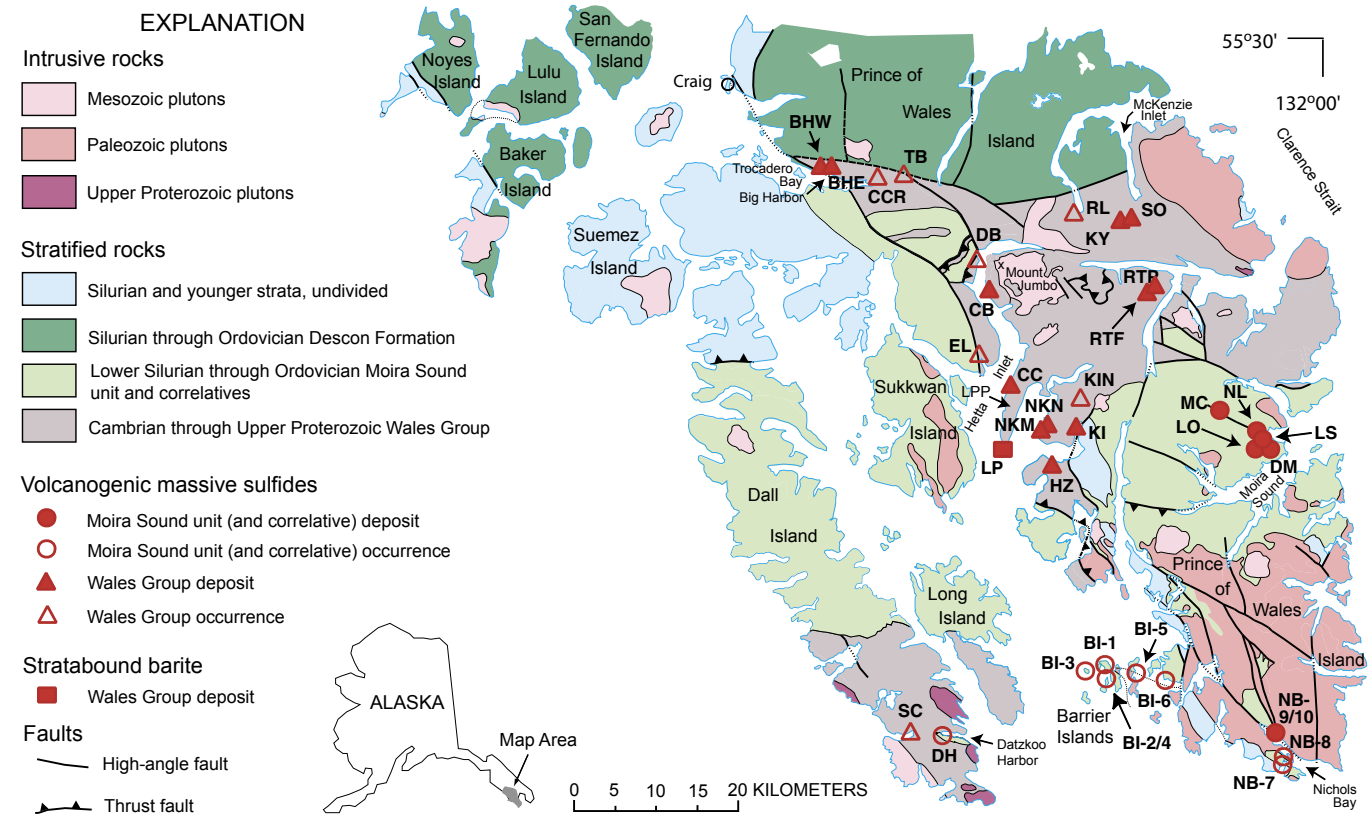 EXPLANATION
Intrusive rocks
Mesozoic plutons
Paleozoic plutons
Upper Proterozoic plutons
Stratified rocks
Silurian and younger strata, undivided
Silurian through Ordovician Descon Formation
Lower Silurian through Ordovician Moira Sound
unit and correlatives
Cambrian through Upper Proterozoic Wales Group
Volcanogenic massive sulfides
Moira Sound unit (and correlative) deposit
Moira Sound unit (and correlative) occurrence
Wales Group deposit
Wales Group occurrence
Stratabound barite
Wales Group deposit
Faults
High-angle fault
Thrust fault
ALASKA
Map Area
0 5 10 15 20 KILOMETERS
Noyes
Island
Lulu
Island
San
Fernando
Island
Baker
Island
Craig
Suemez
Island
Prince of
Wales
Island
55º30'
132º00'
McKenzie
Inlet
Clarence Strait
BHW
Trocadero
Bay
Big Harbor
BHE
CCR
TB
DB
RL
KY
SO
x
Mount
Jumbo
CB
RTP
RTF
EL
CC
LPP
Hetta
Inlet
KIN
NKN
NKM
KI
LP
HZ
Sukkwan
Island
MC
NL
LO
LS
DM
Moira
Sound
Dall
Island
Long
Island
Prince
of
Wales
Island
BI-5
BI-1
BI-3
BI-6
BI-2/4
Barrier
Islands
NB-
9/10
NB-8
NB-7
Nichols
Bay
SC
DH
Datzkoo
Harbor